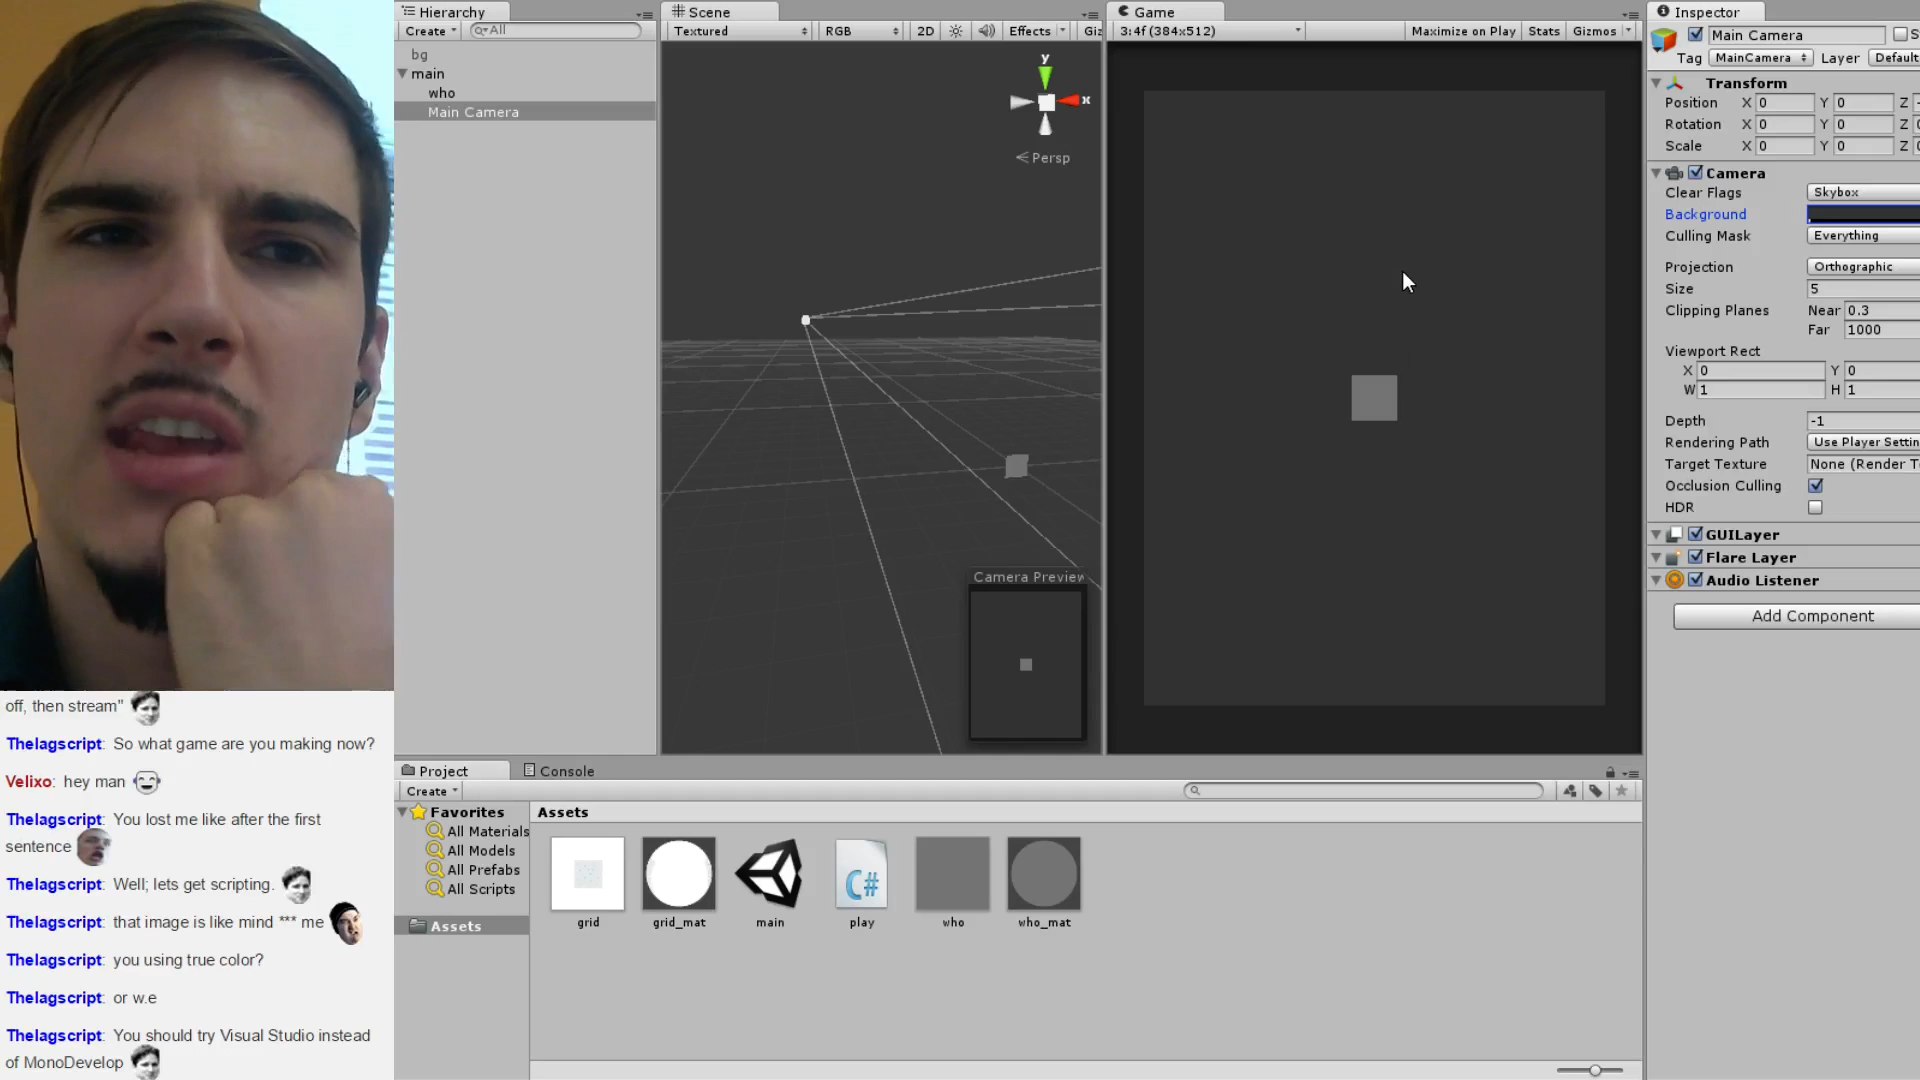 Hierarchy
Create
All
bg
main
who
Main Camera
Scene
Textured
RGB
2D
Effects
y
x
Persp
Camera Preview
Game
3:4f (384x512)
Maximize on Play
Stats
Gizmos
Inspector
Main Camera
Tag
MainCamera
Layer
Default
Transform
Position X 0 Y 0 Z
Rotation X 0 Y 0 Z
Scale X 0 Y 0 Z
Camera
Clear Flags Skybox
Background
Culling Mask Everything
Projection Orthographic
Size 5
Clipping Planes Near 0.3
Far 1000
Viewport Rect
X 0 Y 0
W 1 H 1
Depth -1
Rendering Path Use Player Settin
Target Texture None (Render T
Occlusion Culling
HDR
GUILayer
Flare Layer
Audio Listener
Add Component
Project
Console
Create
Favorites
All Materials
All Models
All Prefabs
All Scripts
Assets
Assets
grid
grid_mat
main
C#
play
who
who_mat
off, then stream"
Thelagscript: So what game are you making now?
Velixo: hey man
Thelagscript: You lost me like after the first
sentence
Thelagscript: Well; lets get scripting.
Thelagscript: that image is like mind *** me
Thelagscript: you using true color?
Thelagscript: or w.e
Thelagscript: You should try Visual Studio instead
of MonoDevelop